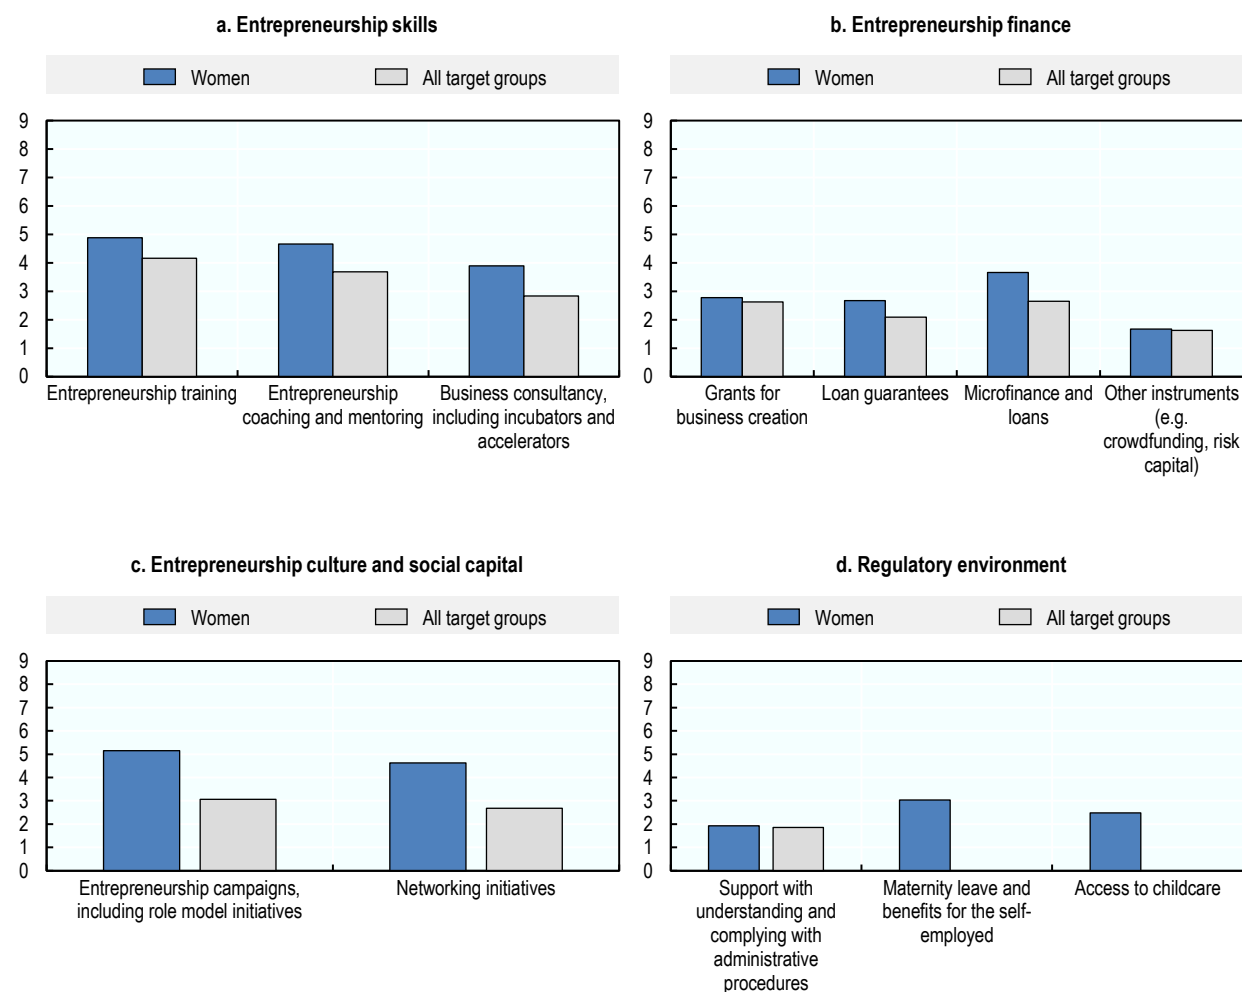 a. Entrepreneurship skills
Women
All target groups
9
8
7
6
5
4
3
2
1
0
Entrepreneurship training
Entrepreneurship
coaching and mentoring
Business consultancy,
including incubators and
accelerators
b. Entrepreneurship finance
Women
All target groups
9
8
7
6
5
4
3
2
1
0
Grants for
business creation
Loan guarantees
Microfinance and
loans
Other instruments
(e.g.
crowdfunding, risk
capital)
c. Entrepreneurship culture and social capital
Women
All target groups
9
8
7
6
5
4
3
2
1
0
Entrepreneurship campaigns,
including role model initiatives
Networking initiatives
d. Regulatory environment
Women
All target groups
9
8
7
6
5
4
3
2
1
0
Support with
understanding and
complying with
administrative
procedures
Maternity leave and
benefits for the self-
employed
Access to childcare